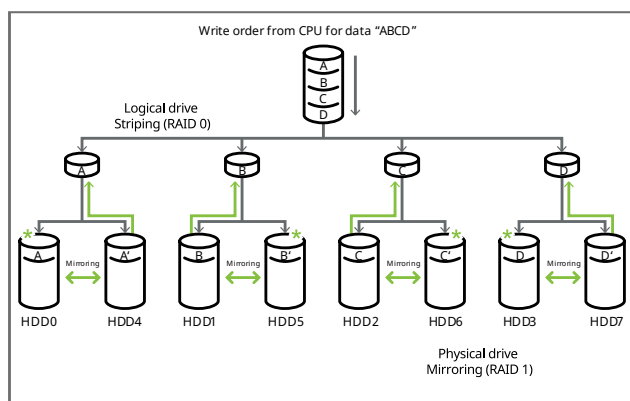 Write order from CPU for data “ABCD”
A
B
C
D
Logical drive
Striping (RAID 0)
A
B
C
D
*
*
*
*
A
Mirroring
A‘
B
Mirroring
B‘
C
Mirroring
C‘
D
Mirroring
D‘
HDD0
HDD4
HDD1
HDD5
HDD2
HDD6
HDD3
HDD7
Physical drive
Mirroring (RAID 1)